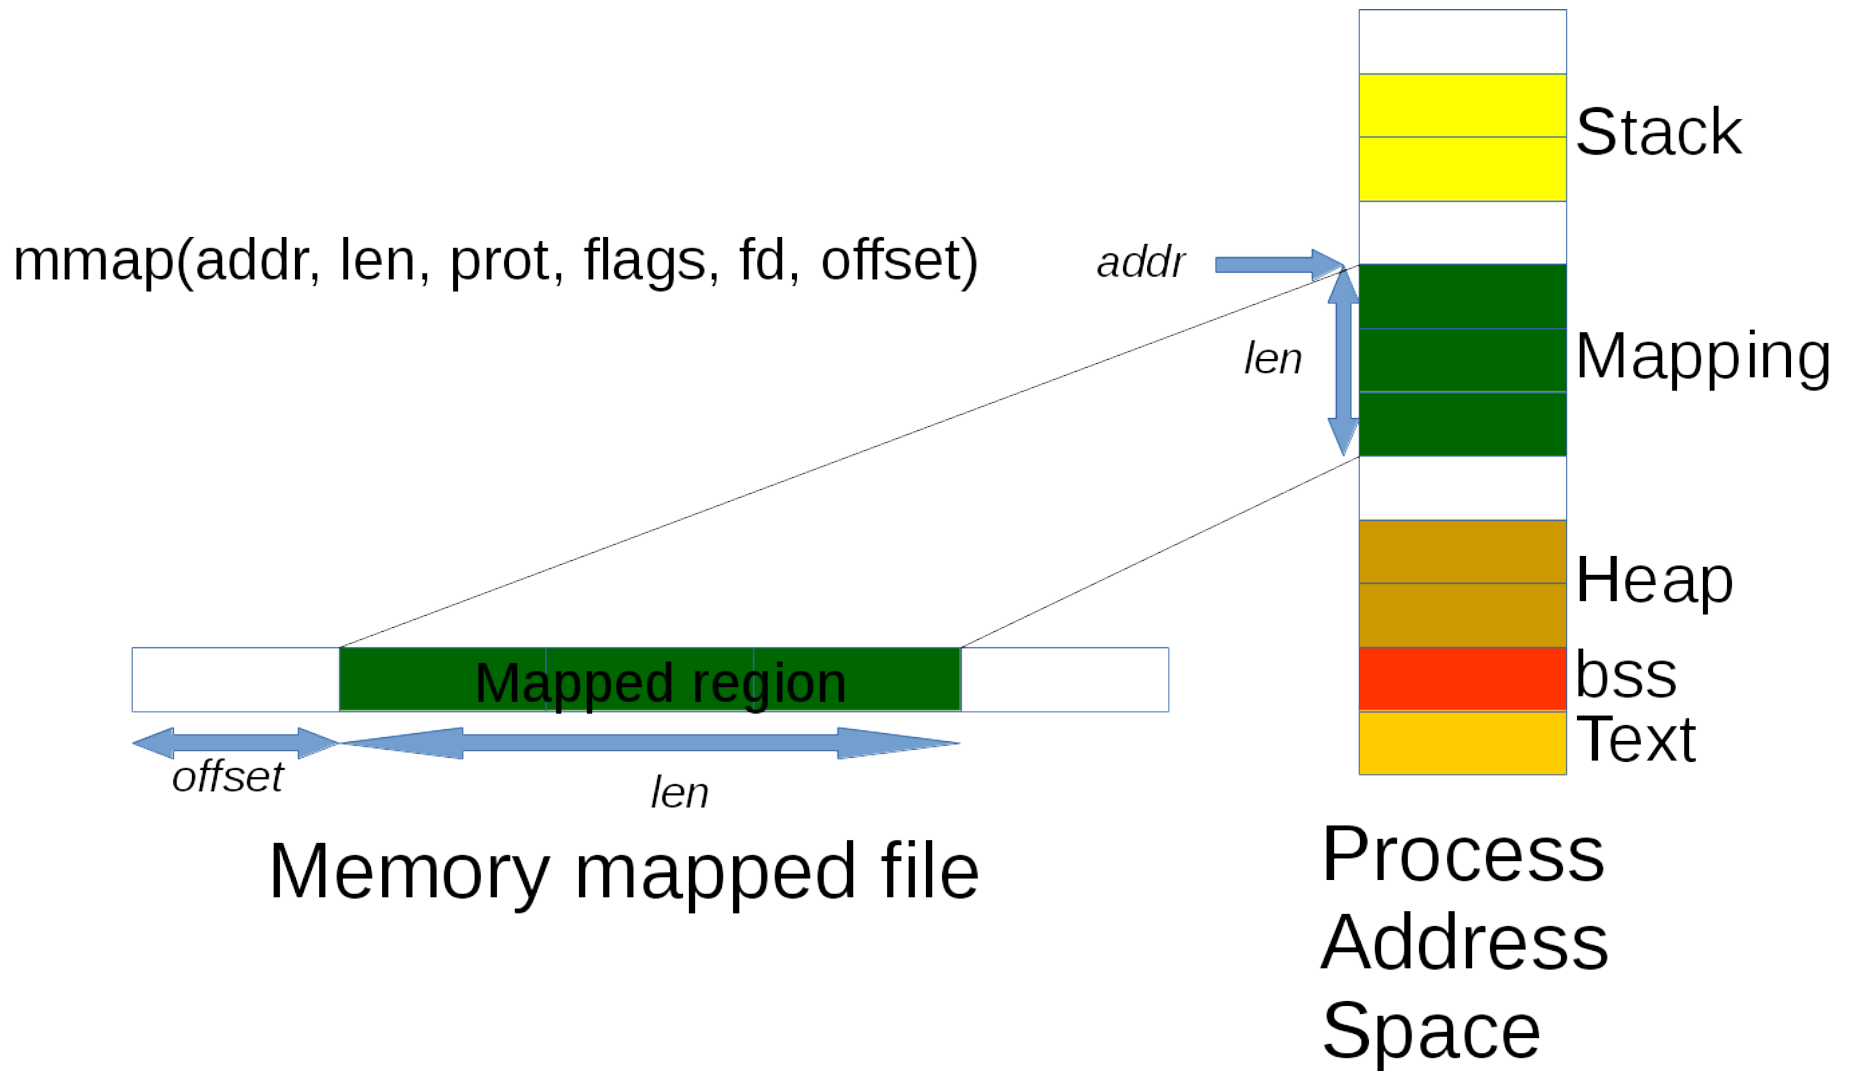 Stack
mmap(addr, len, prot, flags, fd, offset)
addr
len
Mapping
Heap
Mapped region
bss
Text
offset
len
Memory mapped file
Process
Address
Space